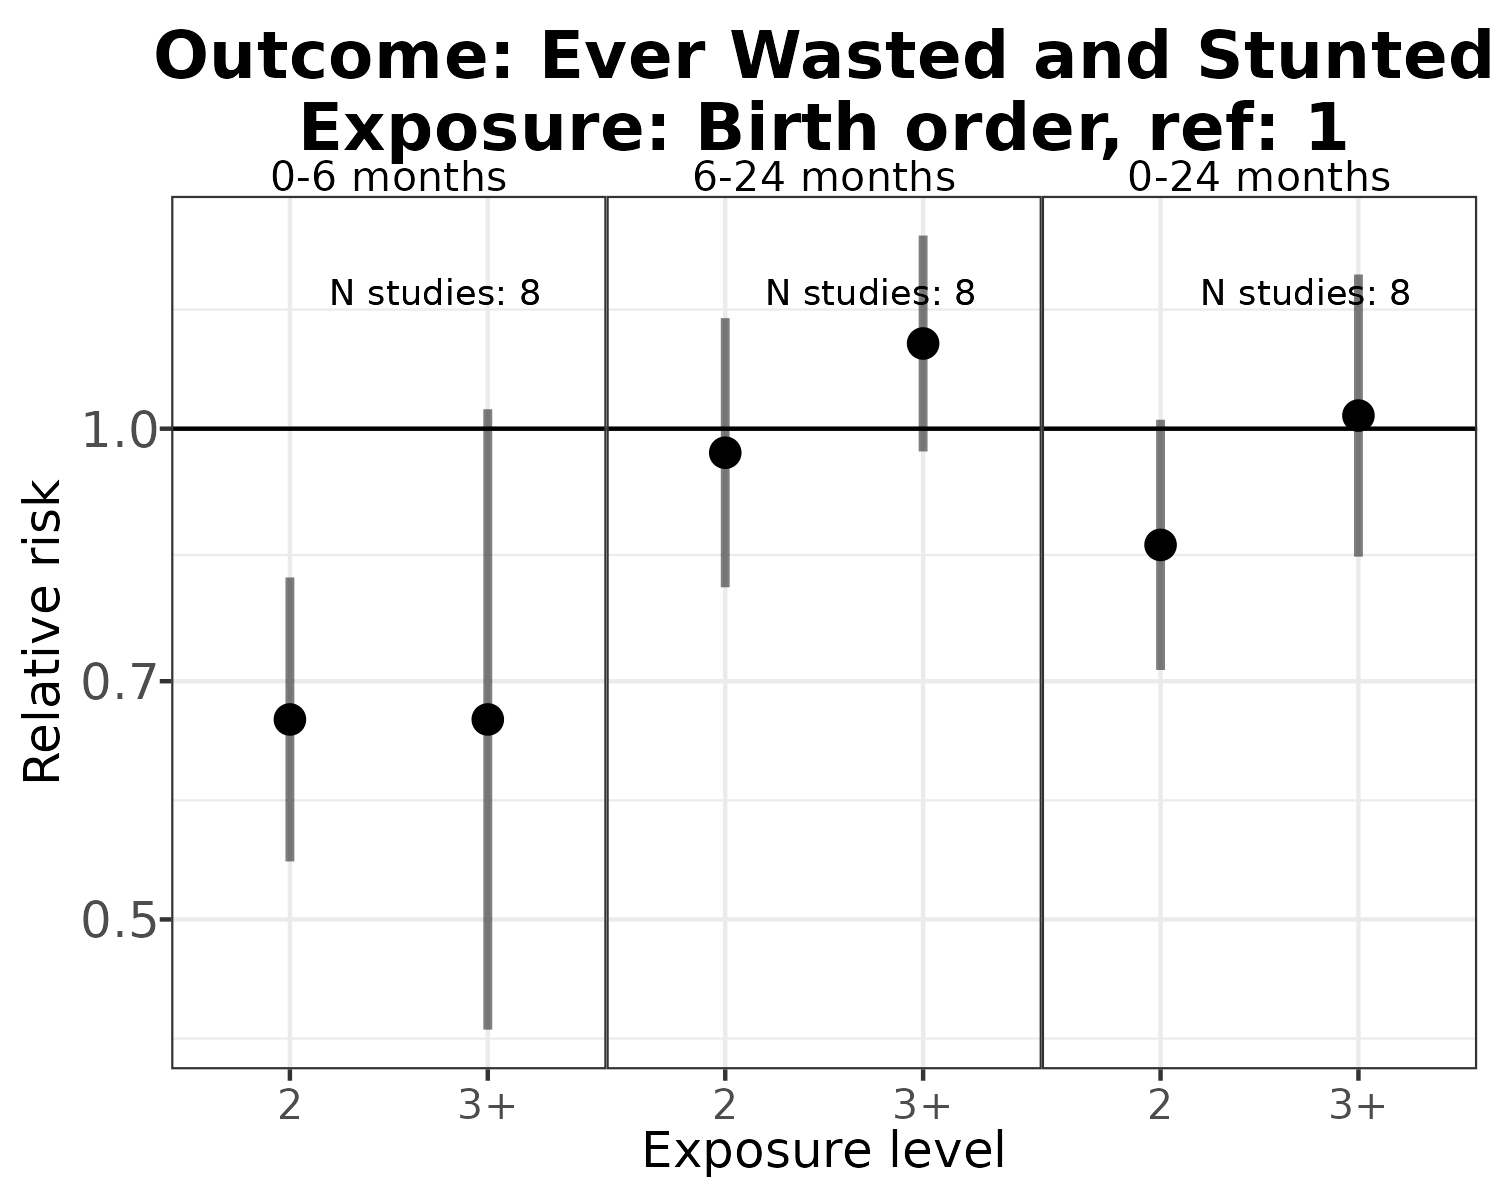 Outcome: Ever Wasted and Stunted
Exposure: Birth order, ref: 1
0-6 months
6-24 months
0-24 months
N studies: 8
N studies: 8
N studies: 8
Relative risk
1.0
0.7
0.5
2
3+
2
3+
2
3+
Exposure level